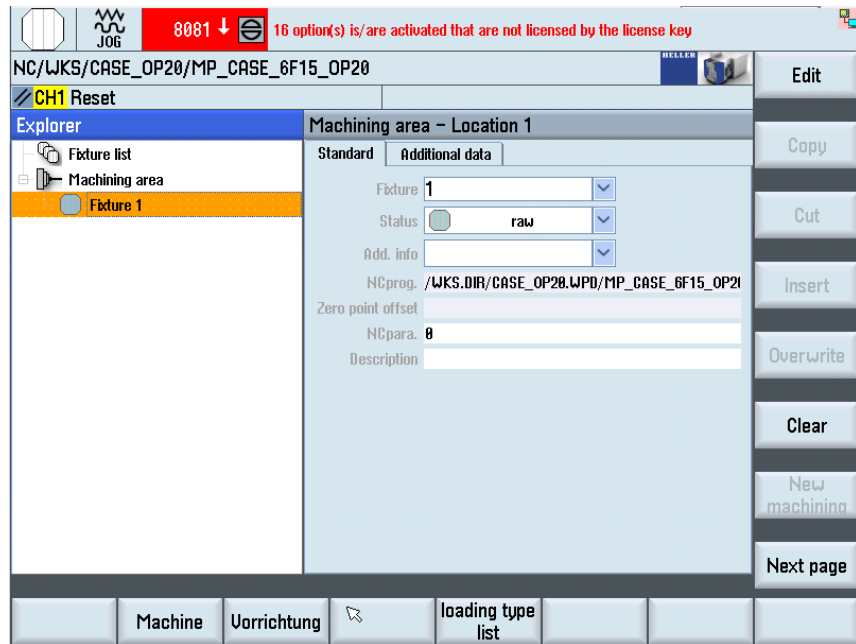 JOG
8081 16 option(s) is/are activated that are not licensed by the license key
NC/WKS/CASE_OP20/MP_CASE_6F15_OP20
HELLER
CH1 Reset
Explorer
Fixture list
Machining area
Fixture 1
Machining area - Location 1
Standard
Additional data
Fixture 1
Status raw
Add. info
NCprog. /WKS.DIR/CASE_OP20.WPD/MP_CASE_6F15_OP20
Zero point offset
NCpara. 0
Description
Edit
Copy
Cut
Insert
Overwrite
Clear
New
machining
Next page
Machine
Vorrichtung
loading type
list